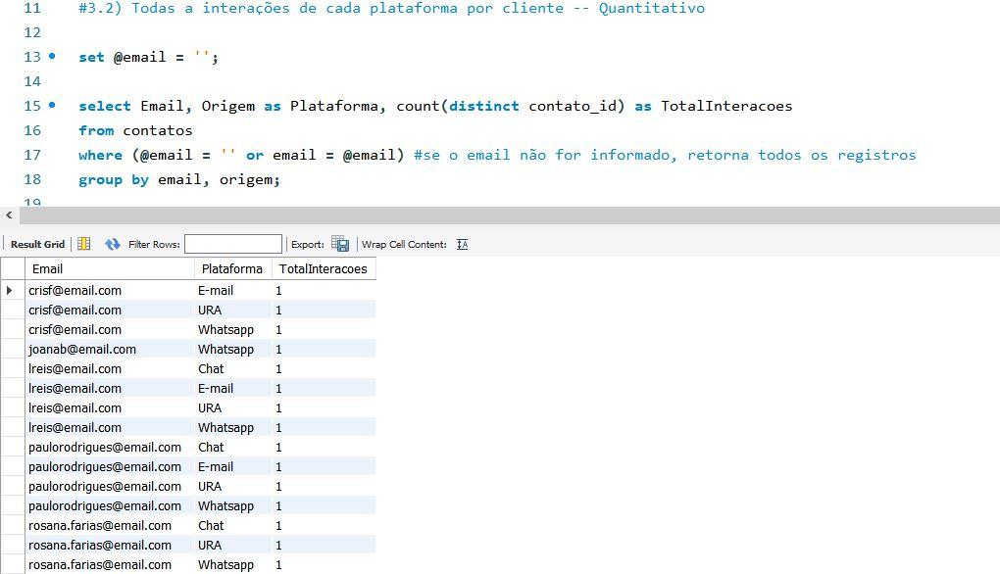 11 #3.2) Todas a interações de cada plataforma por cliente -- Quantitativo
12
13 set @email = '';
14
15 select Email, Origem as Plataforma, count(distinct contato_id) as TotalInteracoes
16 from contatos
17 where (@email = '' or email = @email) #se o email não for informado, retorna todos os registros
18 group by email, origem;
19
Result Grid Filter Rows: Export: Wrap Cell Content: IA
Email Plataforma TotalInteracoes
crisf@email.com E-mail 1
crisf@email.com URA 1
crisf@email.com Whatsapp 1
joanab@email.com Whatsapp 1
lreis@email.com Chat 1
lreis@email.com E-mail 1
lreis@email.com URA 1
lreis@email.com Whatsapp 1
paulorodrigues@email.com Chat 1
paulorodrigues@email.com E-mail 1
paulorodrigues@email.com URA 1
paulorodrigues@email.com Whatsapp 1
rosana.farias@email.com Chat 1
rosana.farias@email.com URA 1
rosana.farias@email.com Whatsapp 1